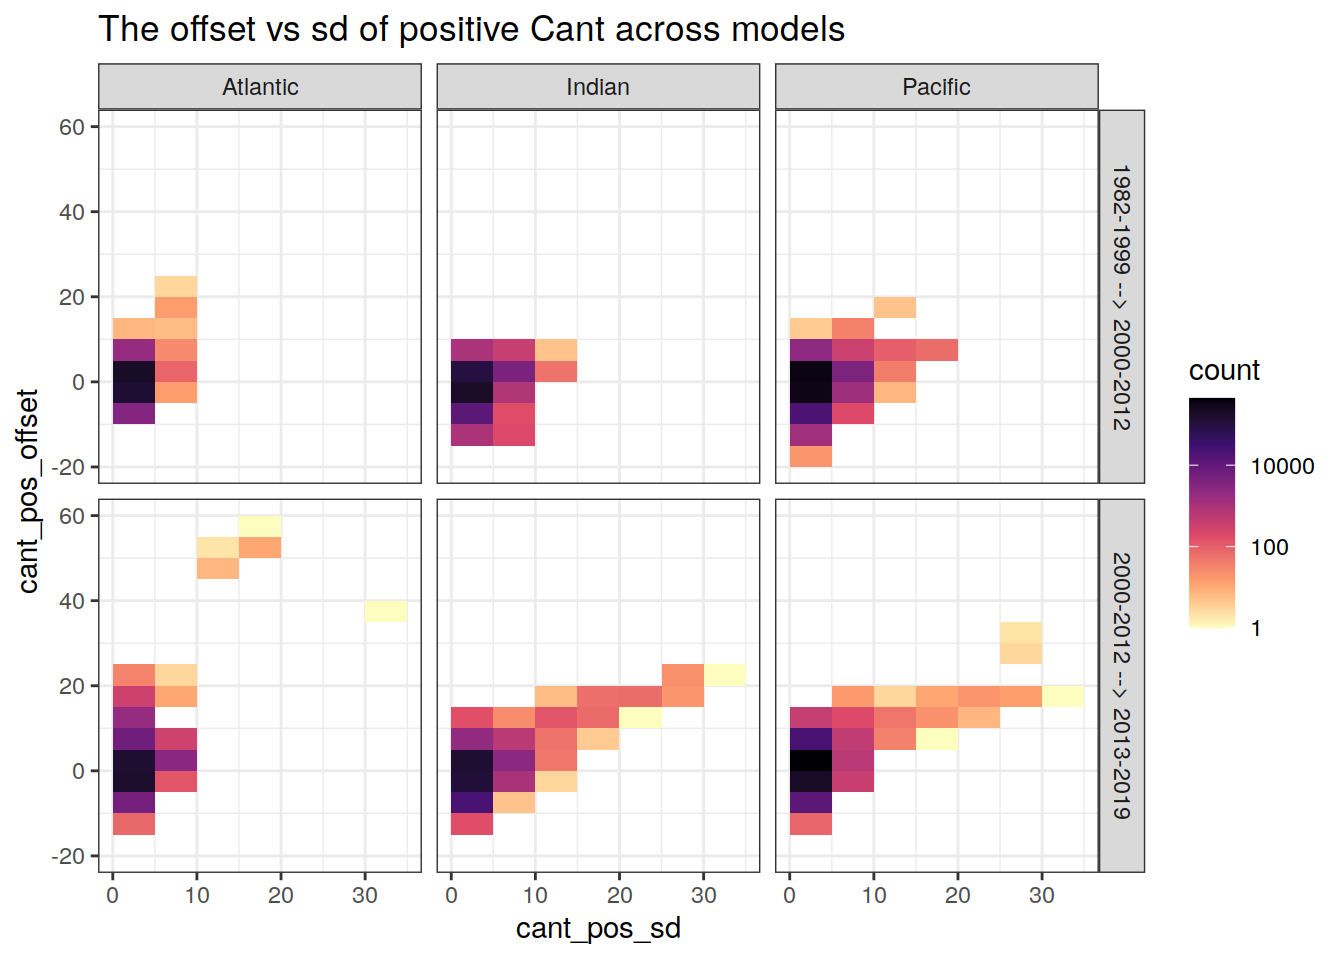 The offset vs sd of positive Cant across models
Atlantic
Indian
Pacific
60
40
20
0
-20
1982-1999 --> 2000-2012
60
40
20
0
-20
2000-2012 --> 2013-2019
cant_pos_offset
0 10 20 30
0 10 20 30
0 10 20 30
cant_pos_sd
count
10000
100
1